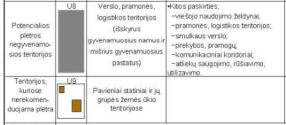 Potencialios
plėtros
negyvenamo-
sios teritorijos
U8
Verslo, pramonės,
logistikos teritorijos
(išskyrus
gyvenamuosius namus ir
mišrius gyvenamuosius
pastatus)
•Kitos paskirties;
–viešojo naudojimo želdynai;
–pramonės, logistikos teritorijos;
–smulkaus verslo;
–prekybos, pramogų;
–komunikaciniai koridoriai;
–atliekų saugojimo, rūšiavimo,
utilizavimo.
Teritorijos,
kuriose
nerekomen-
duojama plėtra
U9
Pavieniai statiniai ir jų
grupės žemės ūkio
teritorijose